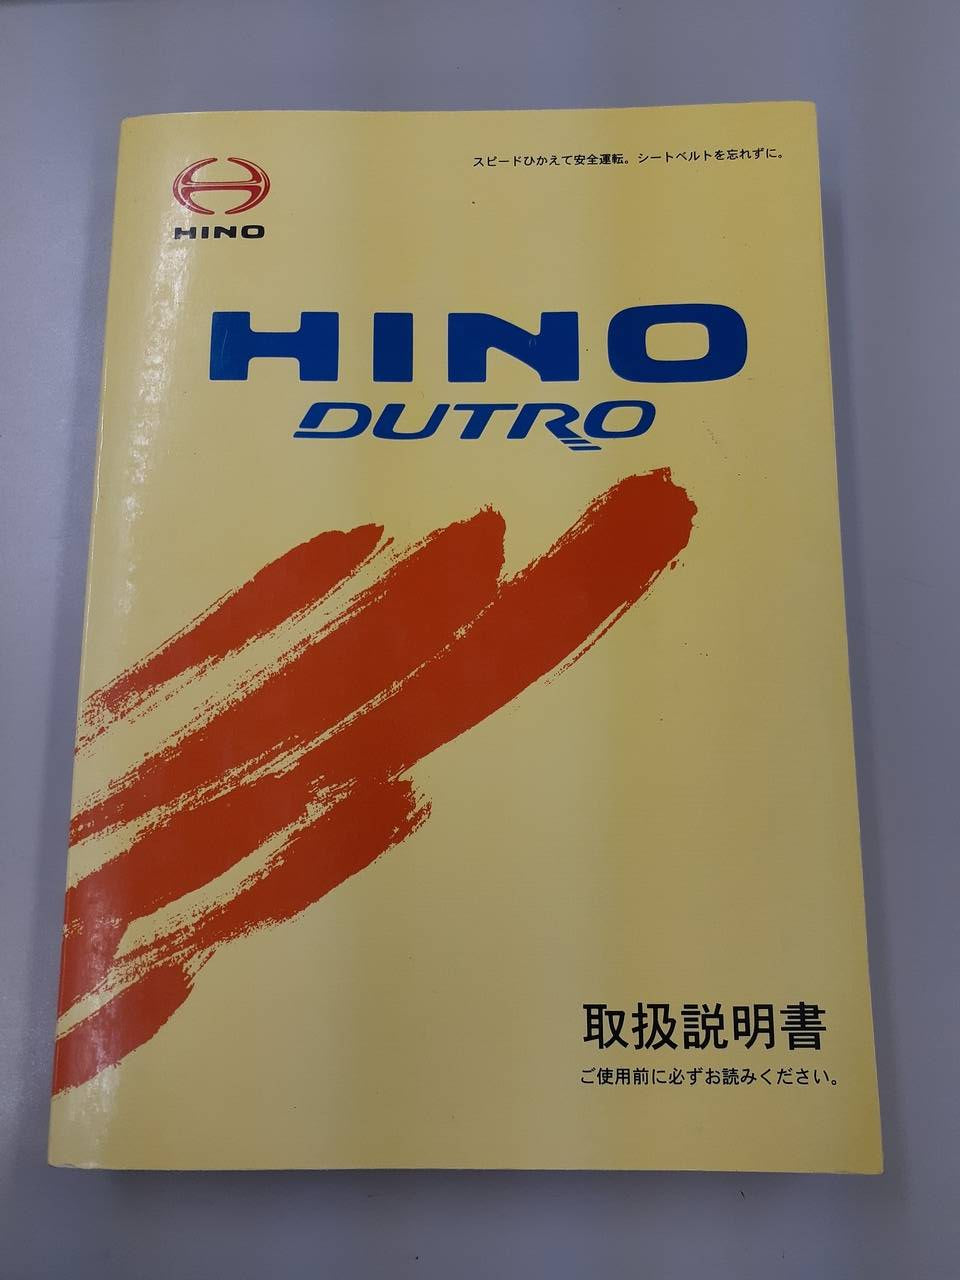 スピードひかえて安全運転。シートベルトを忘れずに。
HINO
HINO
DUTRO
取扱説明書
ご使用前に必ずお読みください。